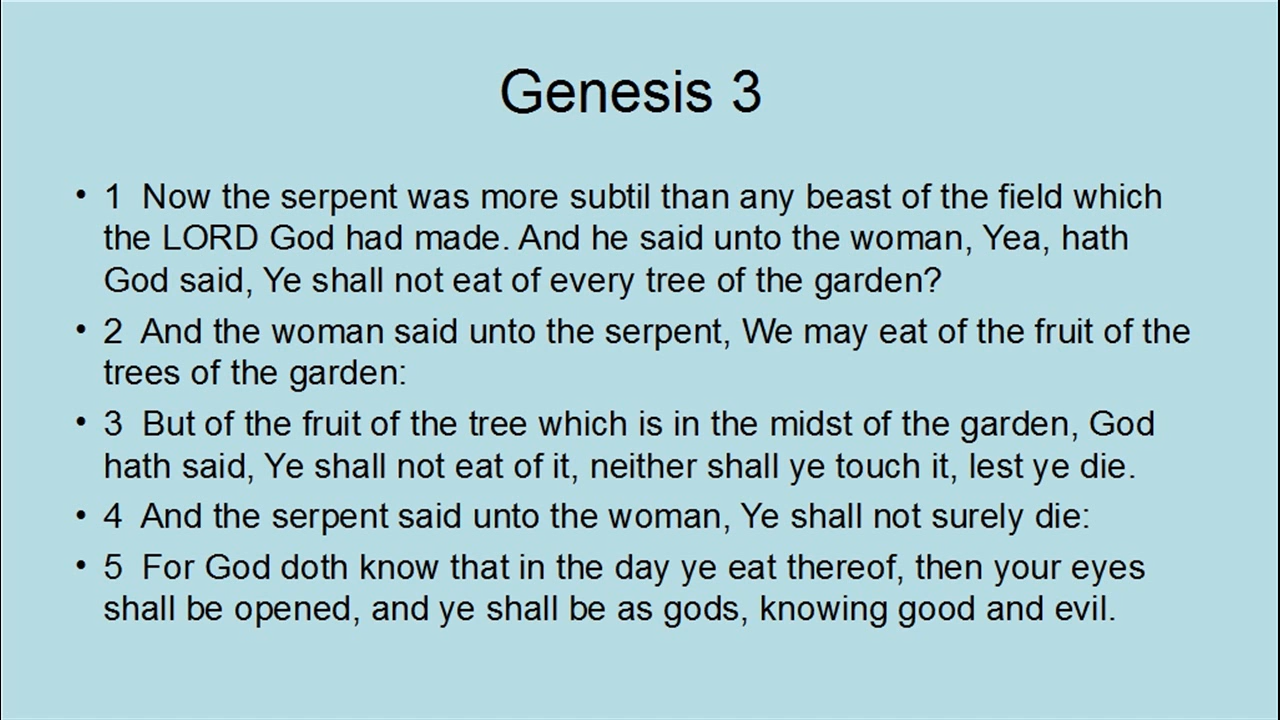 Genesis 3
• 1  Now the serpent was more subtil than any beast of the field which
the LORD God had made. And he said unto the woman, Yea, hath
God said, Ye shall not eat of every tree of the garden?
• 2  And the woman said unto the serpent, We may eat of the fruit of the
trees of the garden:
• 3  But of the fruit of the tree which is in the midst of the garden, God
hath said, Ye shall not eat of it, neither shall ye touch it, lest ye die.
• 4  And the serpent said unto the woman, Ye shall not surely die:
• 5  For God doth know that in the day ye eat thereof, then your eyes
shall be opened, and ye shall be as gods, knowing good and evil.